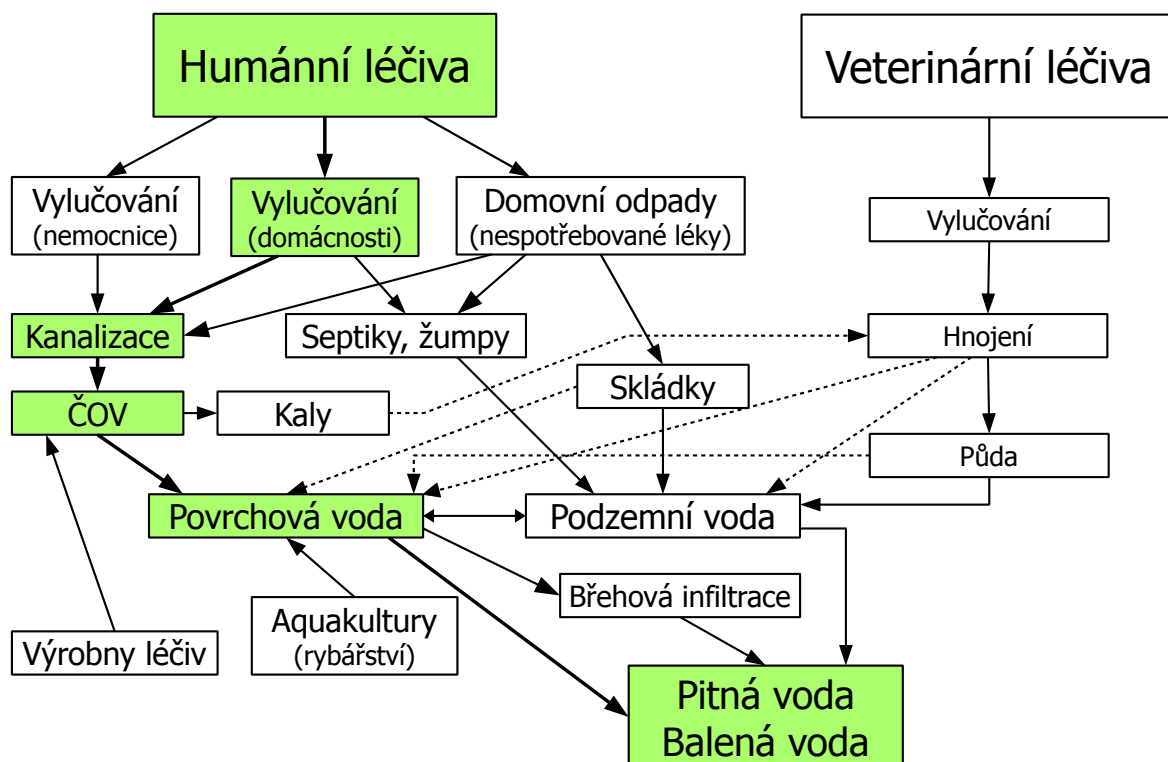 Humánní léčiva
Veterinární léčiva
Vylučování
(nemocnice)
Vylučování
(domácnosti)
Domovní odpady
(nespotřebované léky)
Vylučování
Kanalizace
Septiky, žumpy
Hnojení
ČOV
Kaly
Skládky
Půda
Povrchová voda
Podzemní voda
Břehová infiltrace
Výrobny léčiv
Aquakultury
(rybářství)
Pitná voda
Balená voda